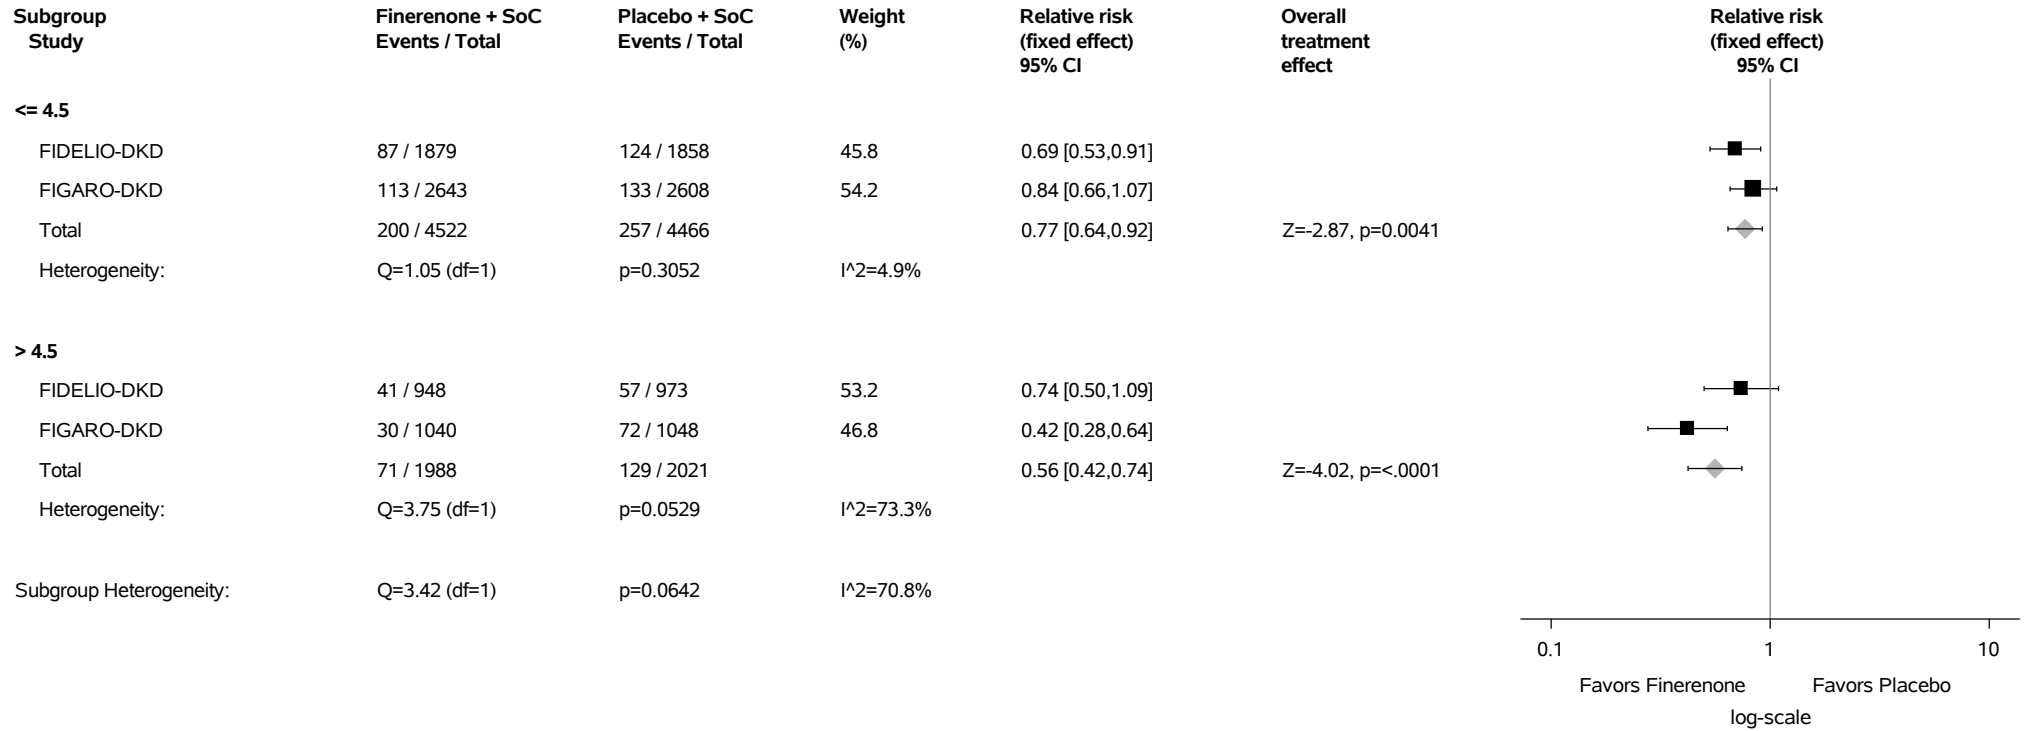 Subgroup Finerenone + SoC Placebo + SoC Weight Relative risk Overall Relative risk
Study Events / Total Events / Total (%) (fixed effect) treatment (fixed effect)
95% CI effect 95% CI
<= 4.5
FIDELIO-DKD 87 / 1879 124 / 1858 45.8 0.69 [0.53,0.91]
FIGARO-DKD 113 / 2643 133 / 2608 54.2 0.84 [0.66,1.07]
Total 200 / 4522 257 / 4466 0.77 [0.64,0.92] Z=-2.87, p=0.0041
Heterogeneity: Q=1.05 (df=1) p=0.3052 I^2=4.9%
> 4.5
FIDELIO-DKD 41 / 948 57 / 973 53.2 0.74 [0.50,1.09]
FIGARO-DKD 30 / 1040 72 / 1048 46.8 0.42 [0.28,0.64]
Total 71 / 1988 129 / 2021 0.56 [0.42,0.74] Z=-4.02, p=<.0001
Heterogeneity: Q=3.75 (df=1) p=0.0529 I^2=73.3%
Subgroup Heterogeneity: Q=3.42 (df=1) p=0.0642 I^2=70.8%
0.1 1 10
Favors Finerenone Favors Placebo
log-scale